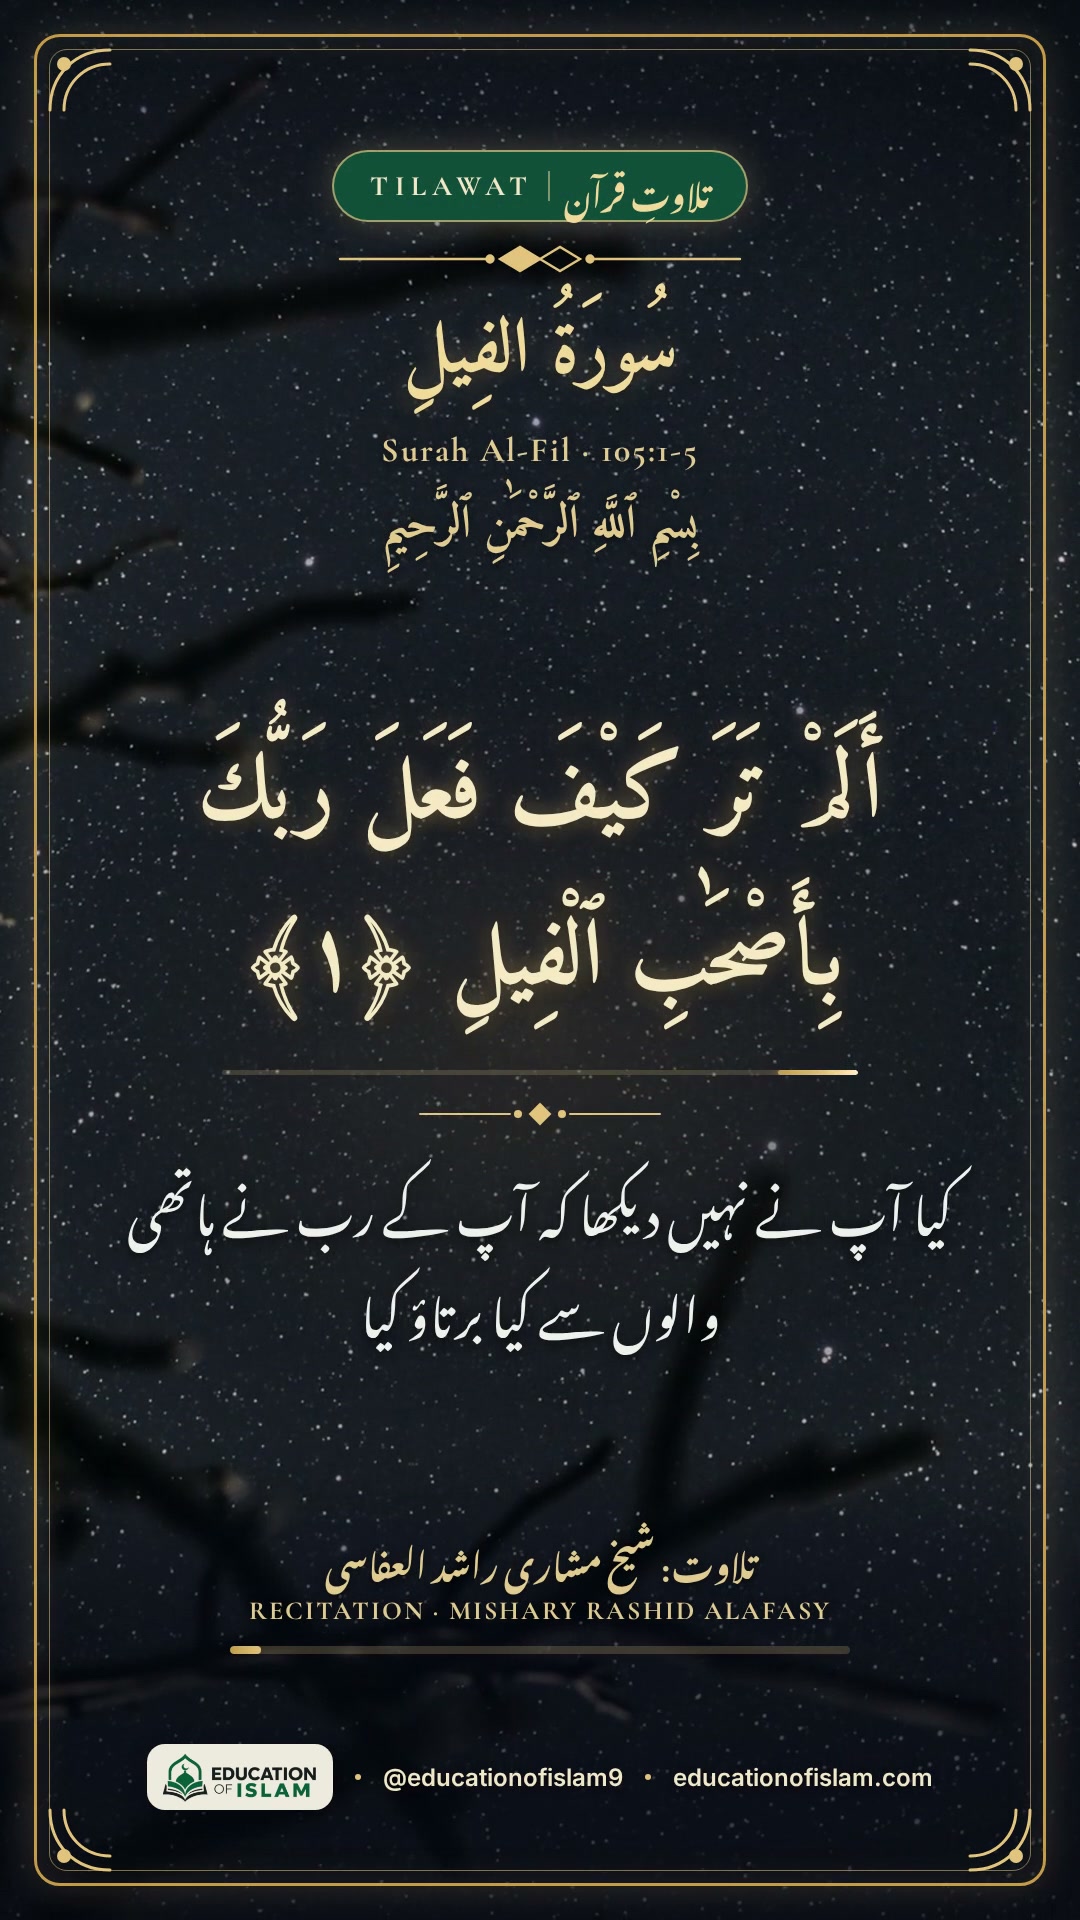 TILAWAT | تلاوتِ قرآن
سُورَةُ الفِيلِ
Surah Al-Fil · 105:1-5
بِسْمِ ٱللَّهِ ٱلرَّحْمَٰنِ ٱلرَّحِيمِ
أَلَمْ تَرَ كَيْفَ فَعَلَ رَبُّكَ
بِأَصْحَٰبِ ٱلْفِيلِ ﴿١﴾
کیا آپ نے نہیں دیکھا کہ آپ کے رب نے ہاتھی
والوں سے کیا برتاؤ کیا
تلاوت: شیخ مشاری راشد العفاسی
RECITATION · MISHARY RASHID ALAFASY
EDUCATION OF ISLAM • @educationofislam9 • educationofislam.com